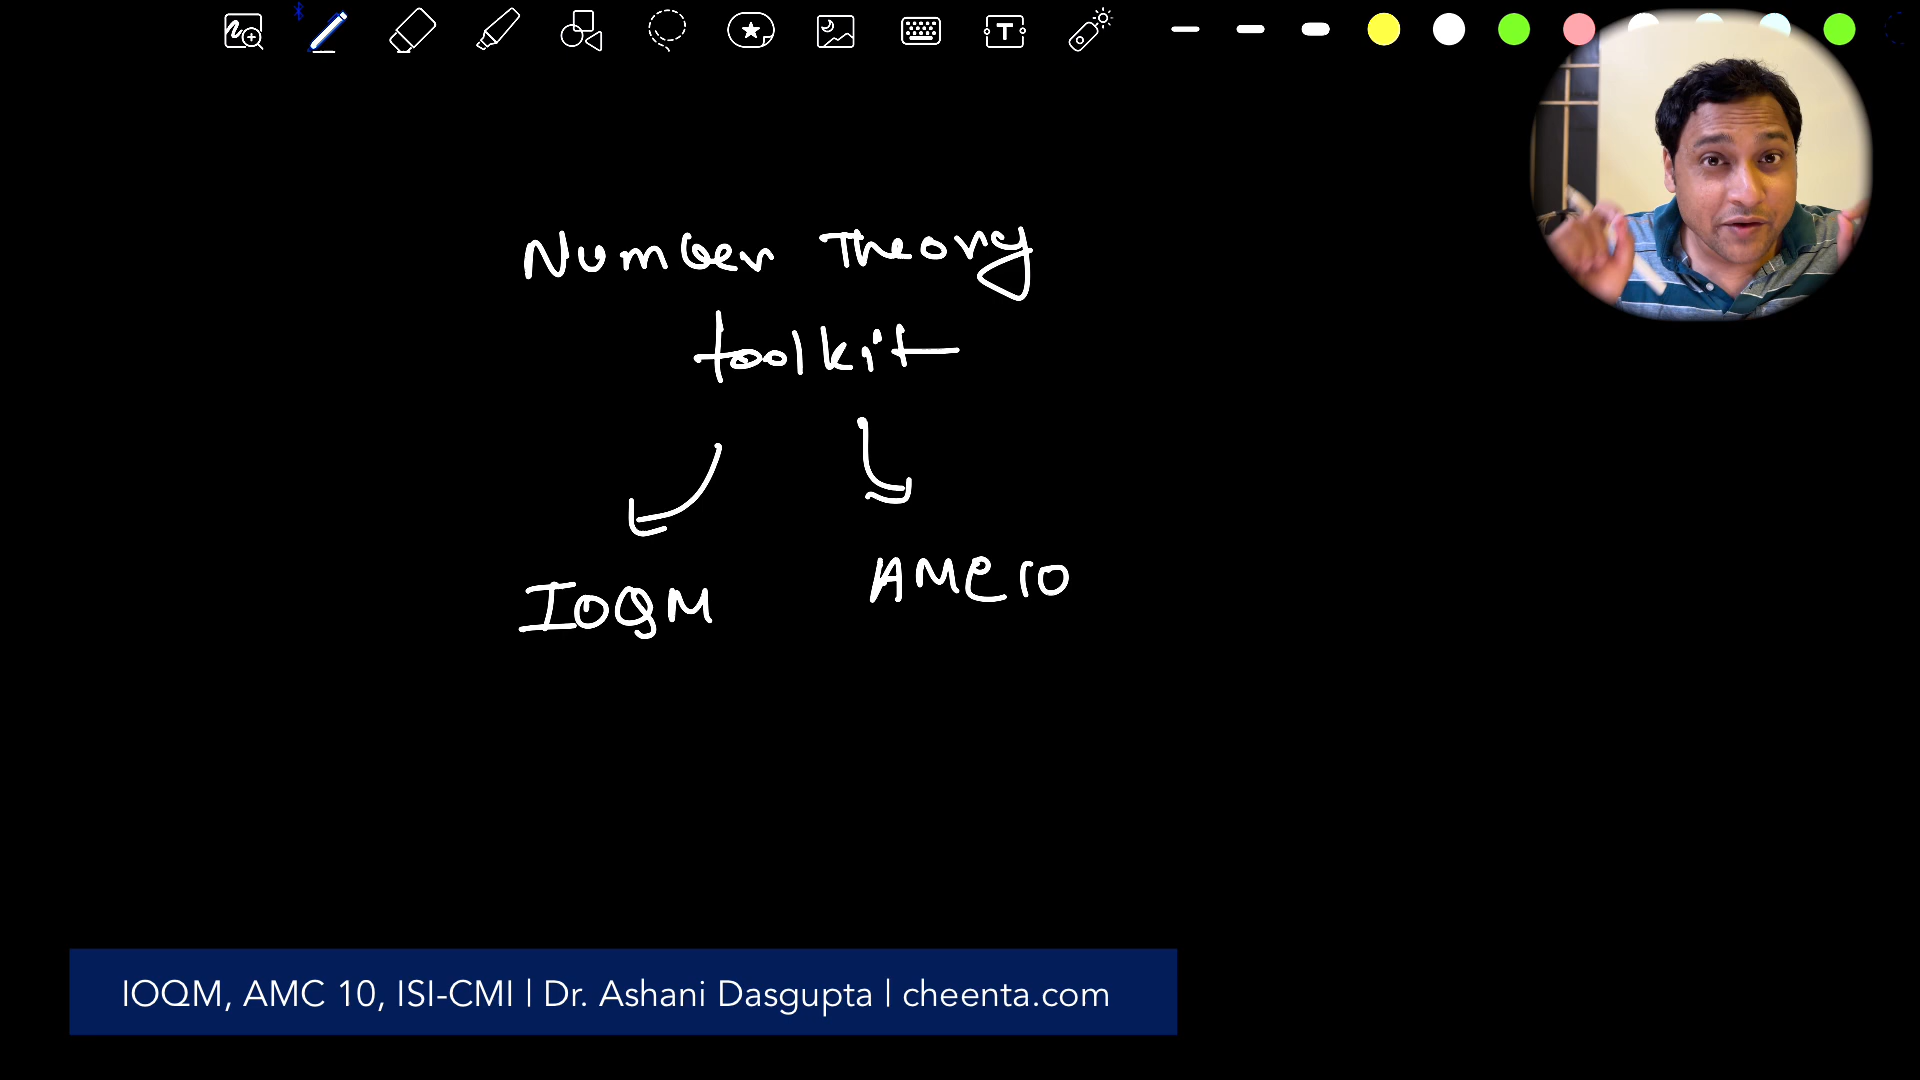 Number Theory
toolkit
IOQM AMC 10
IOQM, AMC 10, ISI-CMI | Dr. Ashani Dasgupta | cheenta.com